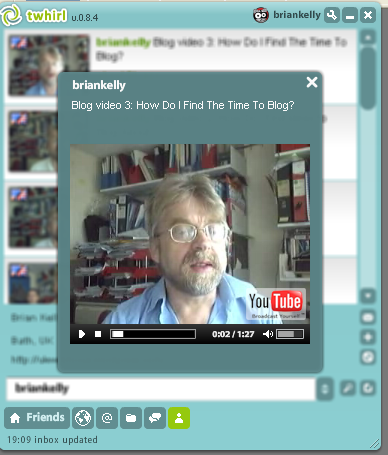 twhirl v.0.8.4
briankelly
briankelly Blog video 3: How Do I Find The Time To
Blog?
briankelly
Blog video 3: How Do I Find The Time To Blog?
You Tube
Broadcast Yourself
0:02 / 1:27
Brian Kel
Bath, UK
briankelly
Friends
@
19:09 inbox updated